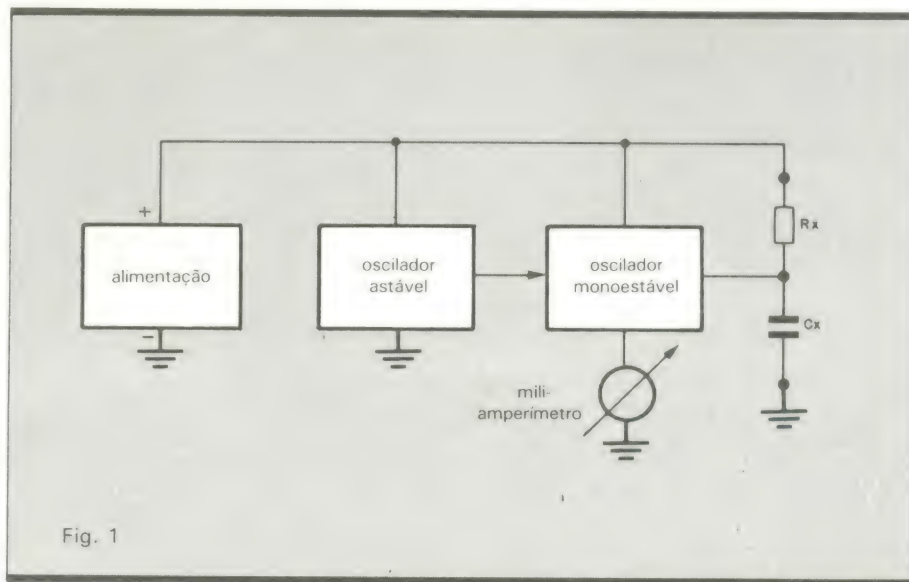 +
alimentação
−
oscilador
astável
oscilador
monoestável
Rx
Cx
mili-
amperímetro
Fig. 1